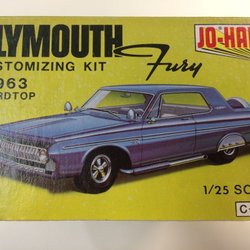 LYMOUTH
Fury
STOMIZING KIT
963
RDTOP
JO-HA
1/25 SC
C-